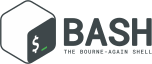 $_
BASH
THE BOURNE-AGAIN SHELL